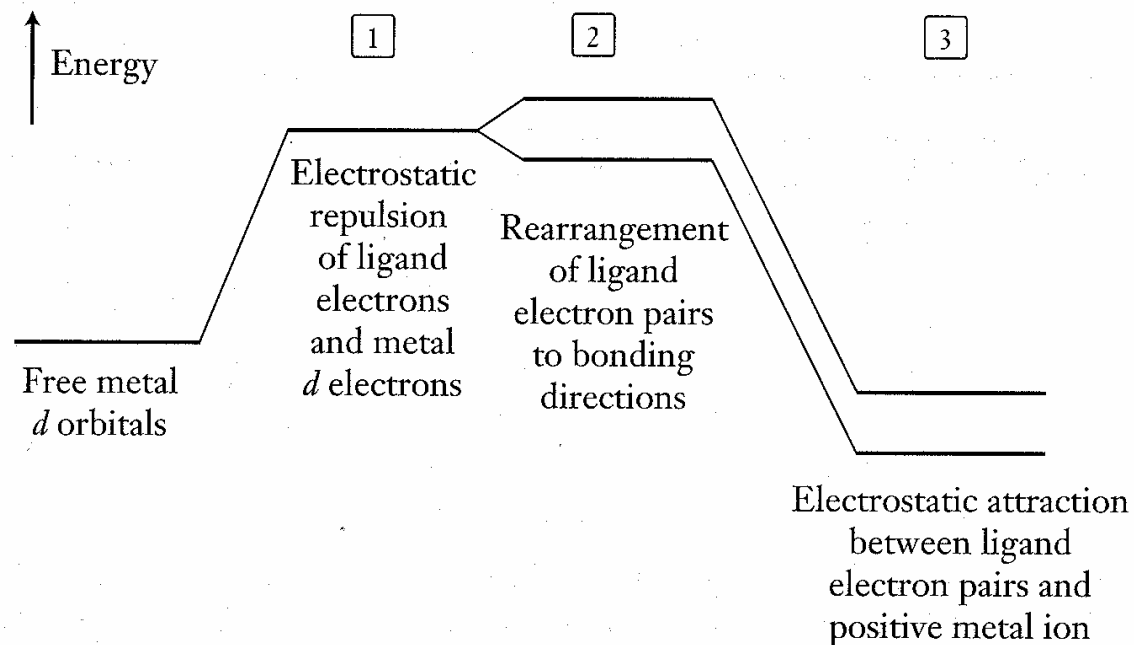 1
2
3
Energy
Electrostatic
repulsion
of ligand
electrons
and metal
d electrons
Rearrangement
of ligand
electron pairs
to bonding
directions
Free metal
d orbitals
Electrostatic attraction
between ligand
electron pairs and
positive metal ion